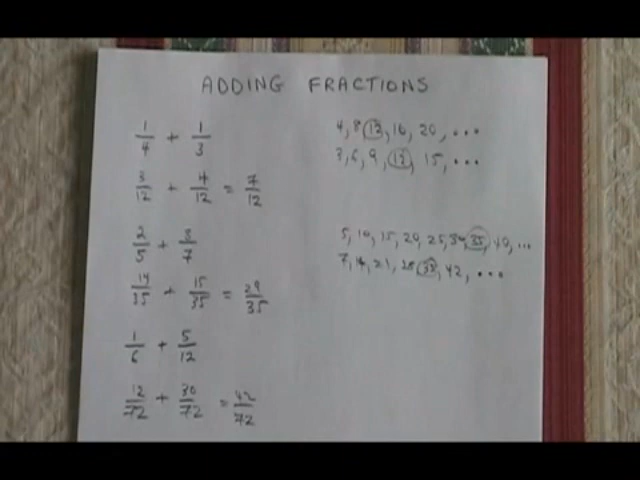 ADDING FRACTIONS
1/4 + 1/3
4, 8, 12, 16, 20, ...
3, 6, 9, 12, 15, ...
3/12 + 4/12 = 7/12
2/5 + 3/7
5, 10, 15, 20, 25, 30, 35, 40, ...
7, 14, 21, 28, 35, 42, ...
14/35 + 15/35 = 29/35
1/6 + 5/12
12/72 + 30/72 = 42/72